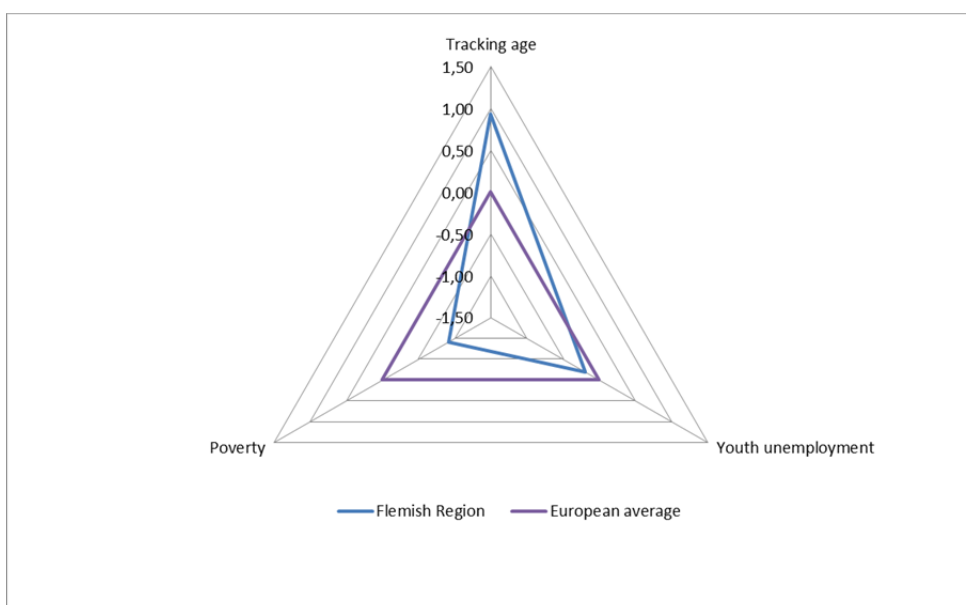 Tracking age
1,50
1,00
0,50
0,00
-0,50
-1,00
-1,50
Poverty
Youth unemployment
Flemish Region
European average